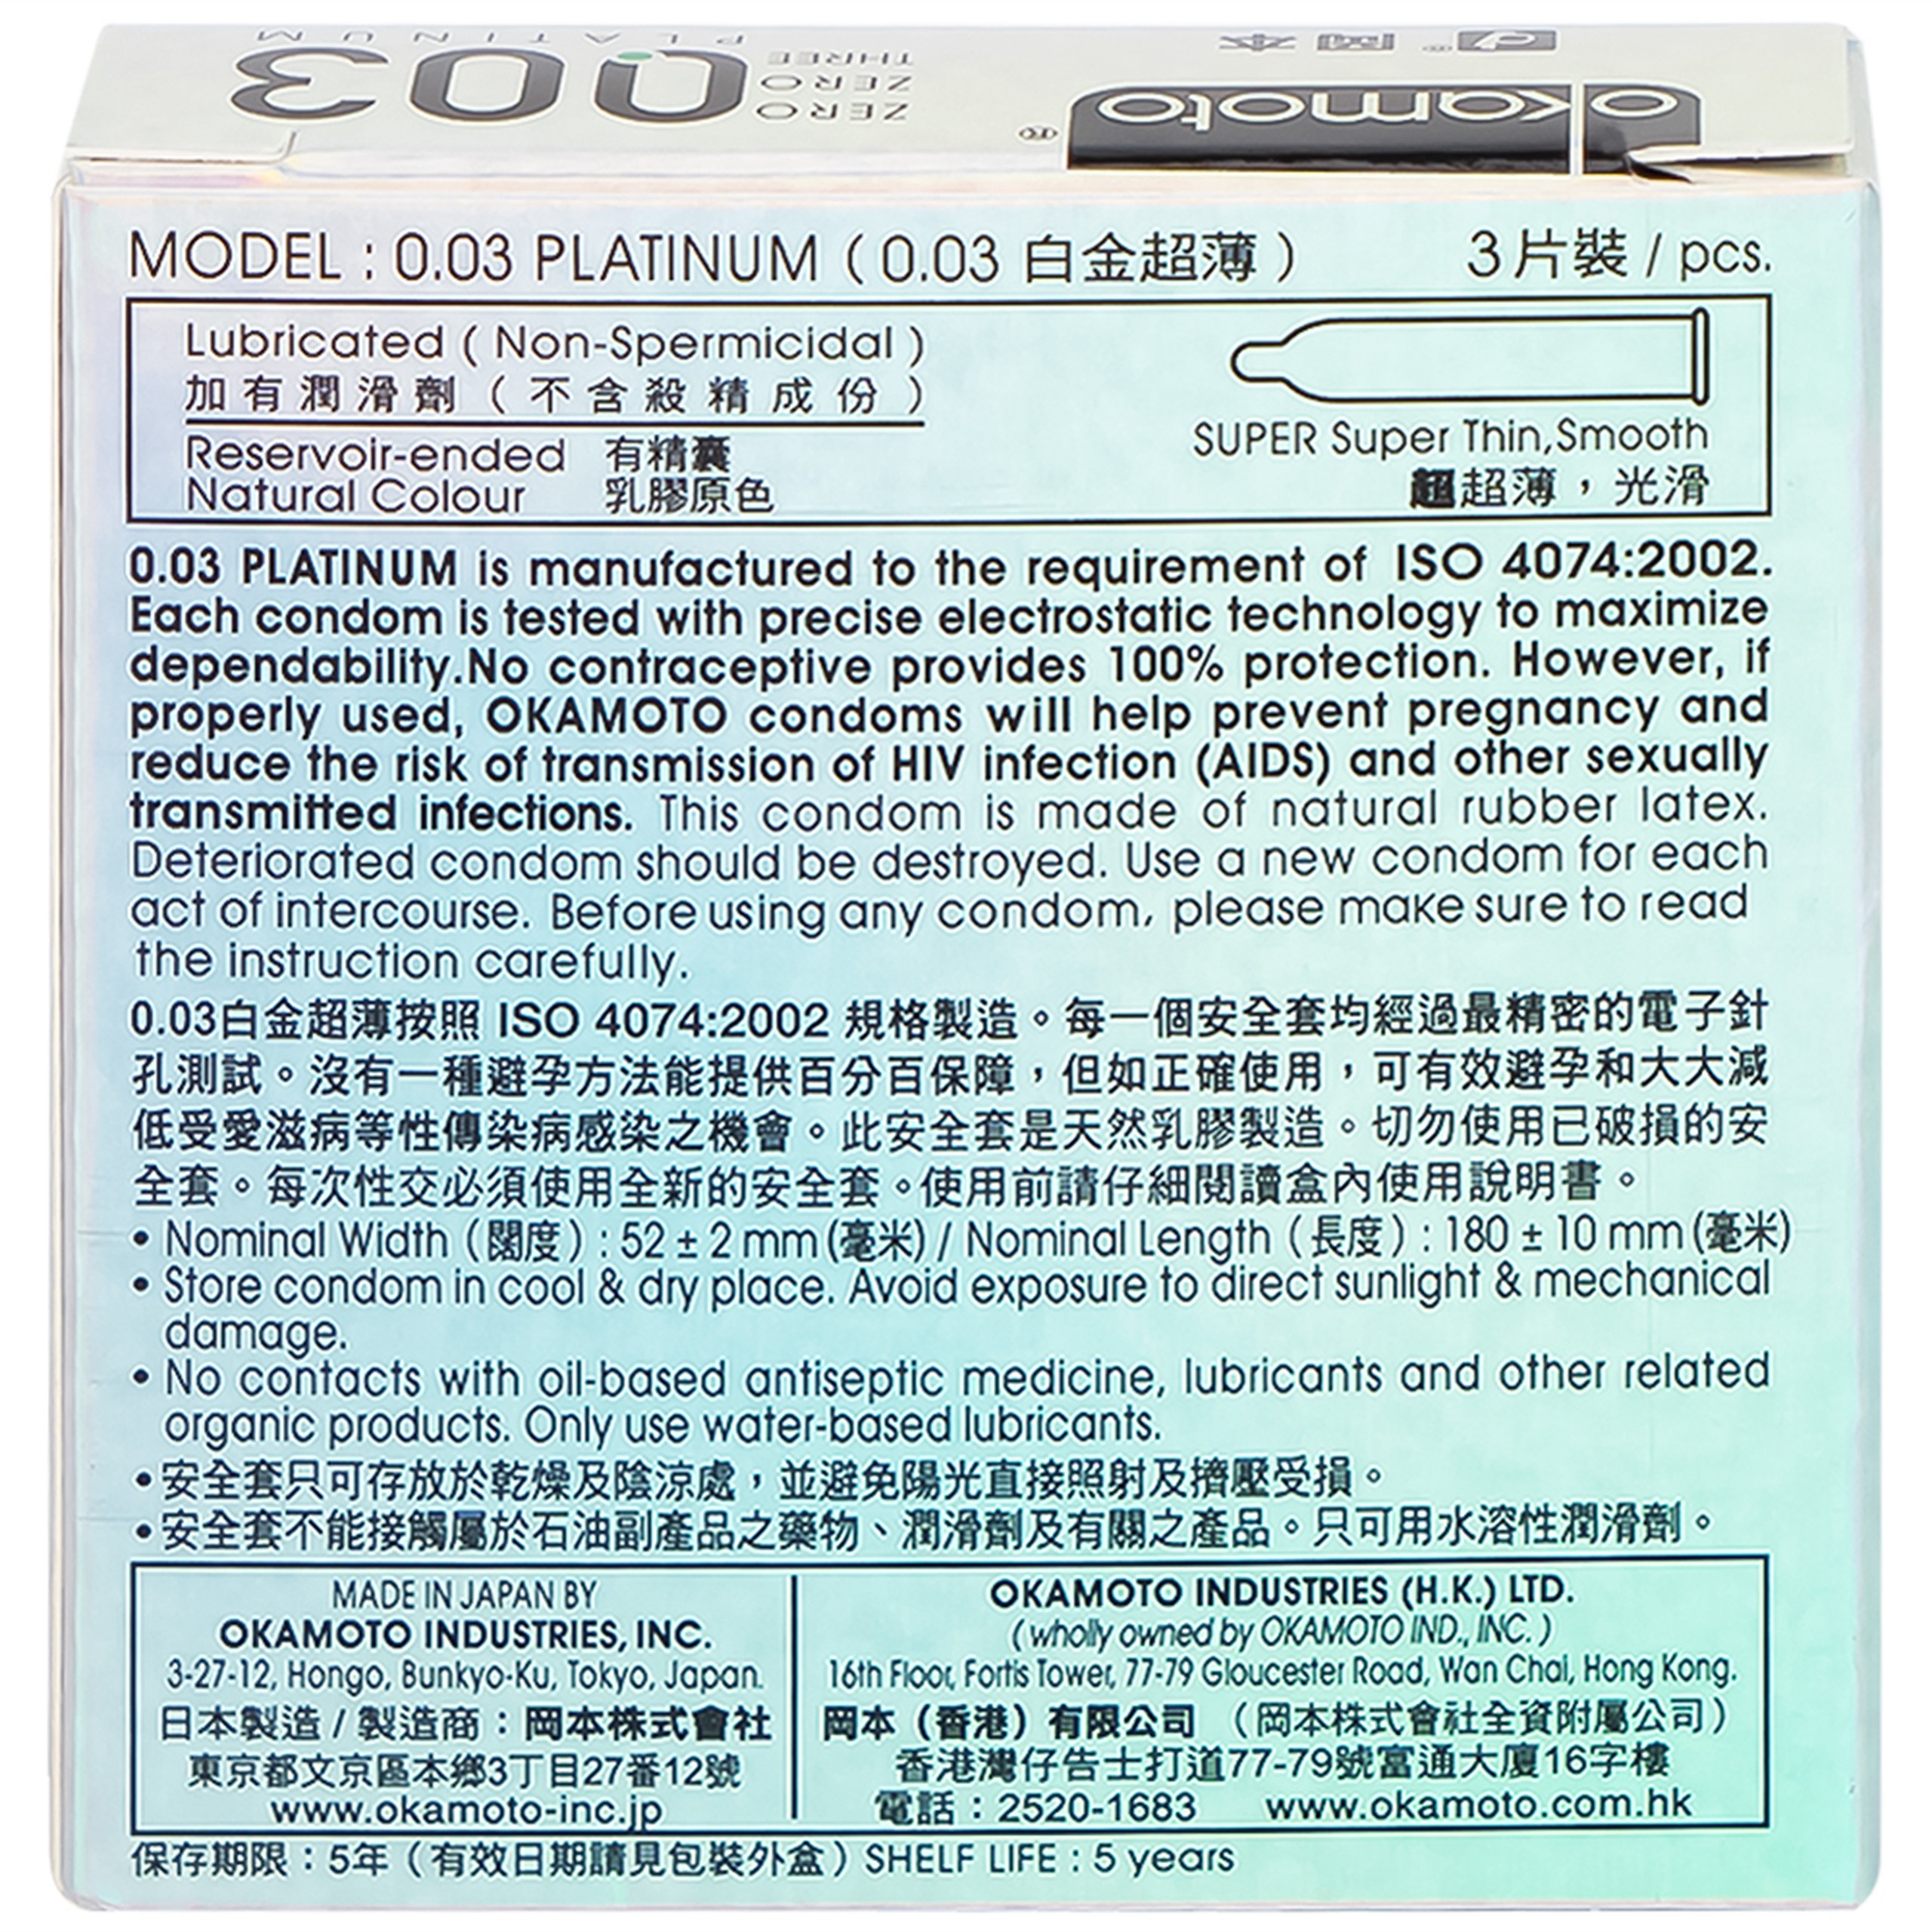 PLATINUM
0.03
ZERO
ZERO
THREE
okamoto®
岡本
MODEL : 0.03 PLATINUM ( 0.03 白金超薄 ) 3片裝 / pcs.
Lubricated ( Non-Spermicidal )
加有潤滑劑 ( 不含殺精成份 )
Reservoir-ended 有精囊
Natural Colour 乳膠原色
SUPER Super Thin,Smooth
超超薄，光滑
0.03 PLATINUM is manufactured to the requirement of ISO 4074:2002.
Each condom is tested with precise electrostatic technology to maximize
dependability.No contraceptive provides 100% protection. However, if
properly used, OKAMOTO condoms will help prevent pregnancy and
reduce the risk of transmission of HIV infection (AIDS) and other sexually
transmitted infections. This condom is made of natural rubber latex.
Deteriorated condom should be destroyed. Use a new condom for each
act of intercourse. Before using any condom, please make sure to read
the instruction carefully.
0.03白金超薄按照 ISO 4074:2002 規格製造。每一個安全套均經過最精密的電子針
孔測試。沒有一種避孕方法能提供百分百保障，但如正確使用，可有效避孕和大大減
低受愛滋病等性傳染病感染之機會。此安全套是天然乳膠製造。切勿使用已破損的安
全套。每次性交必須使用全新的安全套。使用前請仔細閱讀盒內使用說明書。
• Nominal Width ( 闊度 ) : 52 ± 2 mm (毫米) / Nominal Length ( 長度 ) : 180 ± 10 mm (毫米)
• Store condom in cool & dry place. Avoid exposure to direct sunlight & mechanical
damage.
• No contacts with oil-based antiseptic medicine, lubricants and other related
organic products. Only use water-based lubricants.
• 安全套只可存放於乾燥及陰涼處，並避免陽光直接照射及擠壓受損。
• 安全套不能接觸屬於石油副產品之藥物、潤滑劑及有關之產品。只可用水溶性潤滑劑。
MADE IN JAPAN BY
OKAMOTO INDUSTRIES, INC.
3-27-12, Hongo, Bunkyo-Ku, Tokyo, Japan.
日本製造 / 製造商：岡本株式會社
東京都文京區本鄉3丁目27番12號
www.okamoto-inc.jp
OKAMOTO INDUSTRIES (H.K.) LTD.
( wholly owned by OKAMOTO IND., INC. )
16th Floor, Fortis Tower, 77-79 Gloucester Road, Wan Chai, Hong Kong.
岡本（香港）有限公司 （岡本株式會社全資附屬公司）
香港灣仔告士打道77-79號富通大廈16字樓
電話：2520-1683 www.okamoto.com.hk
保存期限：5年（有效日期請見包裝外盒）SHELF LIFE : 5 years